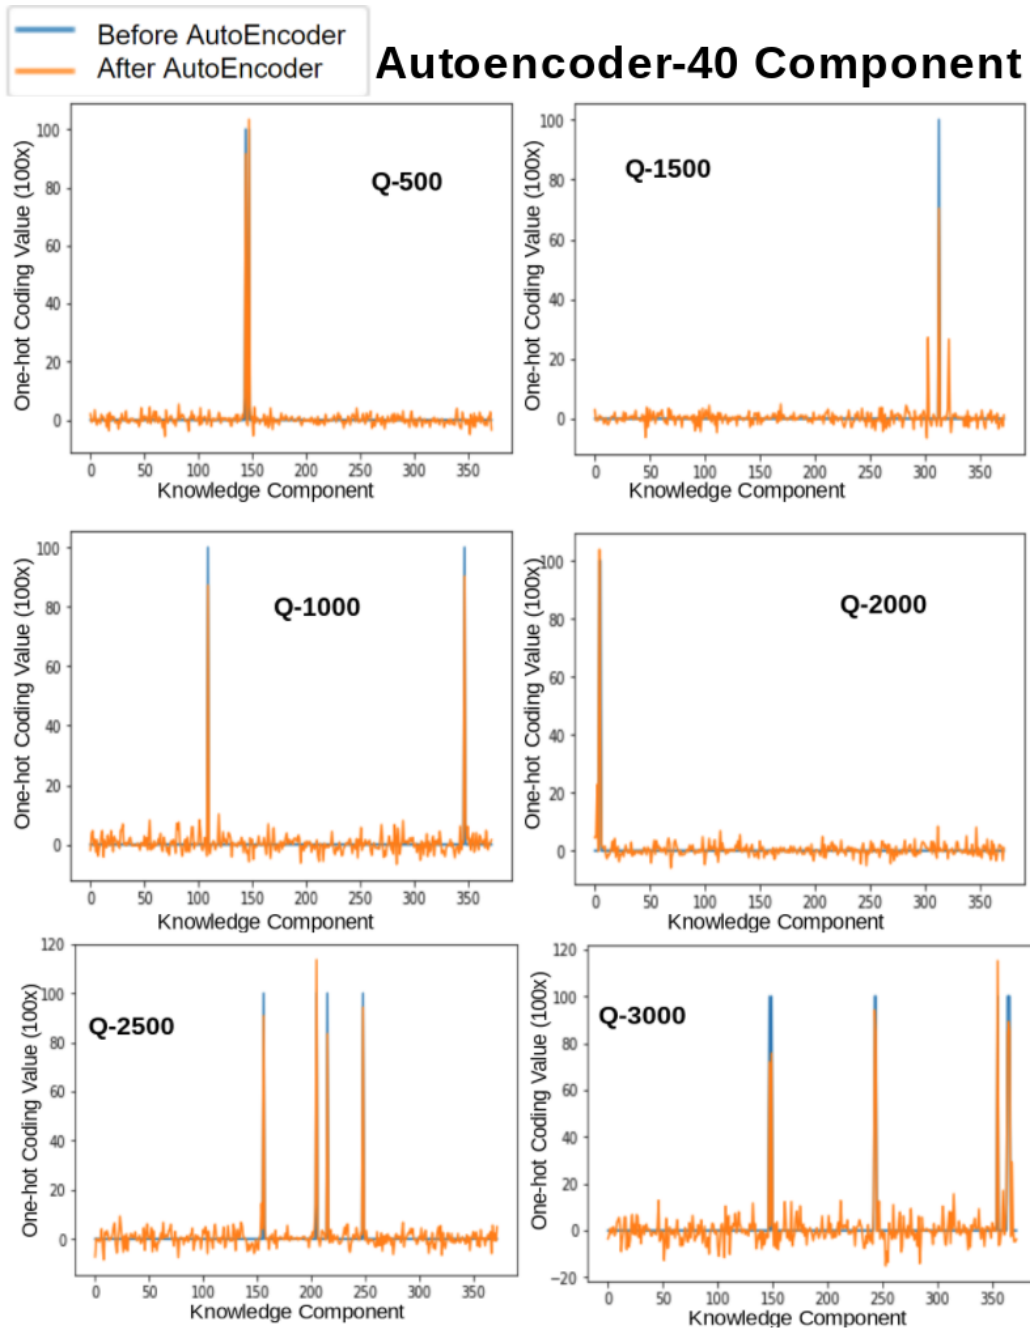 Before AutoEncoder
After AutoEncoder
Autoencoder-40 Component
One-hot Coding Value (100x)
100
80
60
40
20
0
Q-500
0 50 100 150 200 250 300 350
Knowledge Component
One-hot Coding Value (100x)
100
80
60
40
20
0
Q-1500
0 50 100 150 200 250 300 350
Knowledge Component
One-hot Coding Value (100x)
100
80
60
40
20
0
Q-1000
0 50 100 150 200 250 300 350
Knowledge Component
One-hot Coding Value (100x)
100
80
60
40
20
0
Q-2000
0 50 100 150 200 250 300 350
Knowledge Component
One-hot Coding Value (100x)
120
100
80
60
40
20
0
Q-2500
0 50 100 150 200 250 300 350
Knowledge Component
One-hot Coding Value (100x)
120
100
80
60
40
20
0
−20
Q-3000
0 50 100 150 200 250 300 350
Knowledge Component